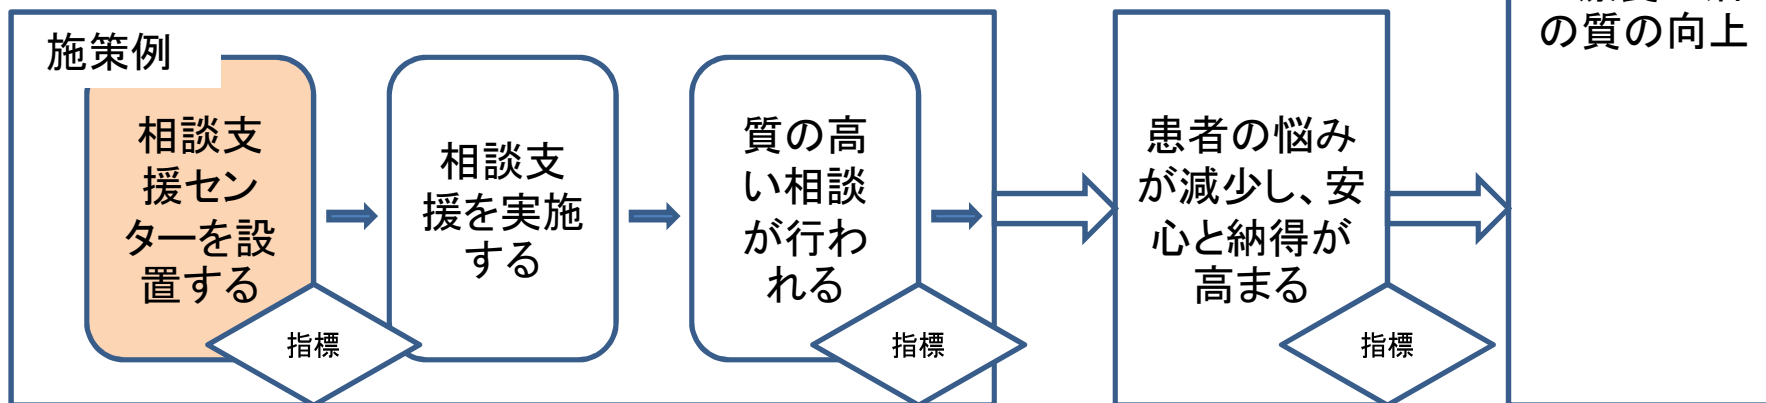 施策例
相談支
援セン
ターを設
置する
指標
相談支
援を実施
する
質の高
い相談
が行わ
れる
指標
患者の悩み
が減少し、安
心と納得が
高まる
指標
の質の向上